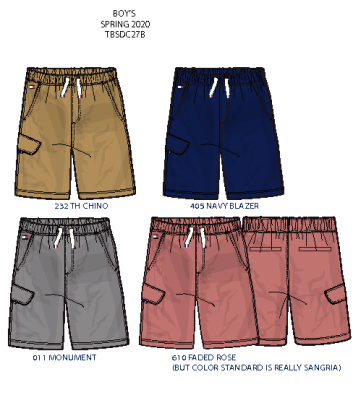 BOY'S
SPRING 2020
TBSDC27B
232 TH CHINO
405 NAVY BLAZER
011 MONUMENT
610 FADED ROSE
(BUT COLOR STANDARD IS REALLY SANGRIA)